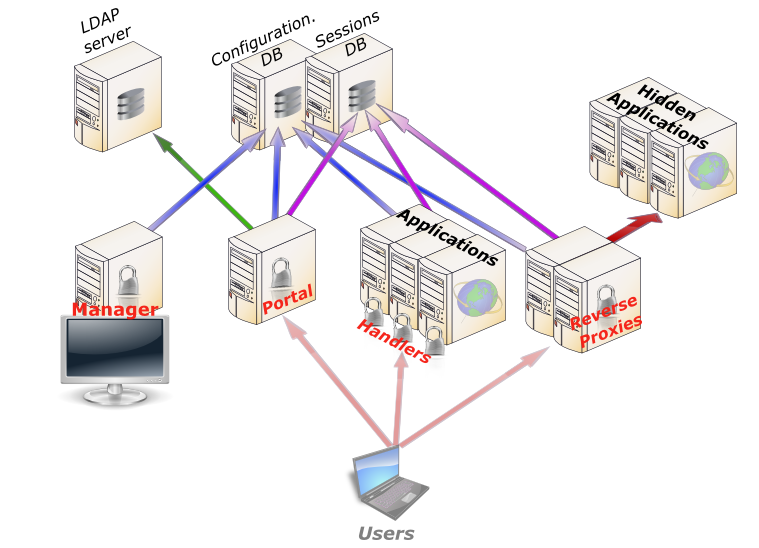 LDAP
server
Configuration.
DB
Sessions
DB
Hidden
Applications
Applications
Manager
Portal
Handlers
Reverse
Proxies
Users